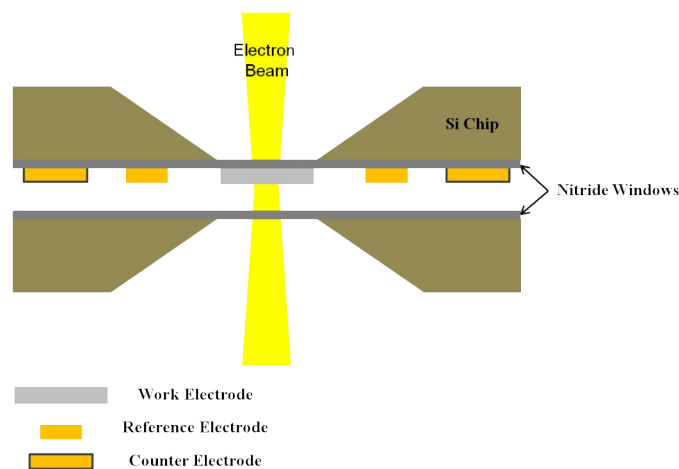 Electron
Beam
Si Chip
Nitride Windows
Work Electrode
Reference Electrode
Counter Electrode